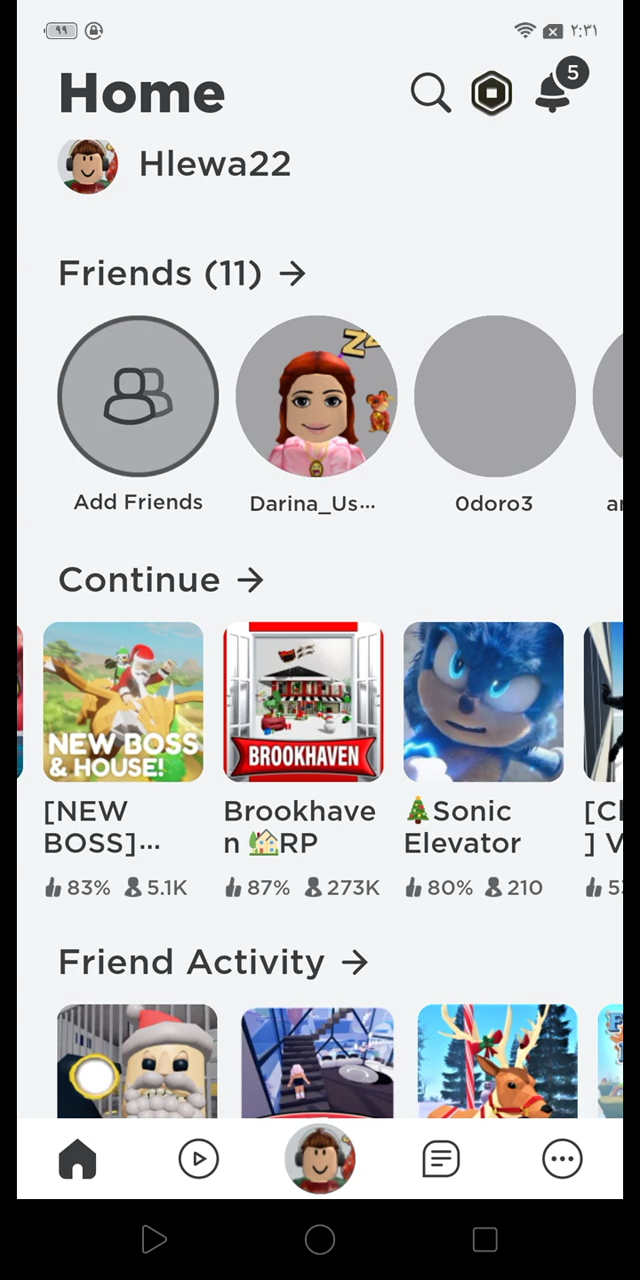 ٩٩
٢:٣١
Home
5
Hlewa22
Friends (11) →
Add Friends
Darina_Us...
0doro3
Continue →
NEW BOSS
& HOUSE!
BROOKHAVEN
[NEW
BOSS]...
Brookhave
n 🏡RP
🎄Sonic
Elevator
83%
5.1K
87%
273K
80%
210
Friend Activity →